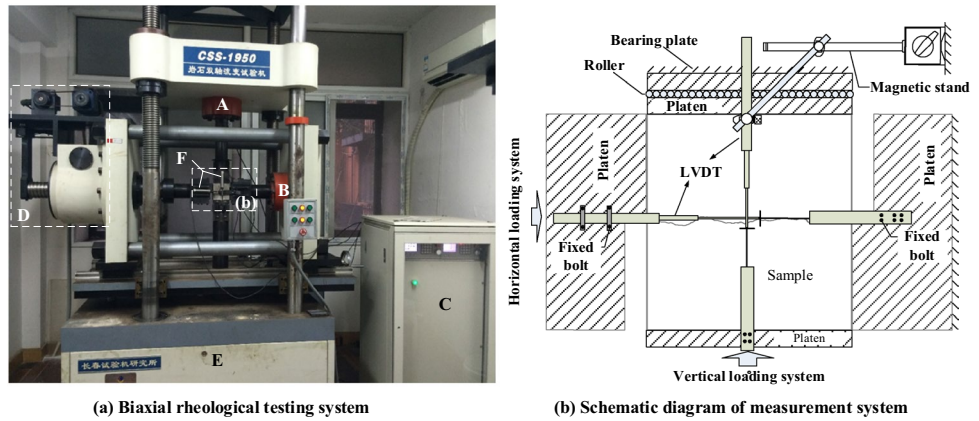 CSS-1950
岩石双轴流变试验机
A
F
B
(b)
D
C
E
长春试验机研究所
(a) Biaxial rheological testing system
Bearing plate
Roller
Platen
Magnetic stand
Platen
Platen
LVDT
Horizontal loading system
Fixed
bolt
Fixed
bolt
Sample
Platen
Vertical loading system
(b) Schematic diagram of measurement system